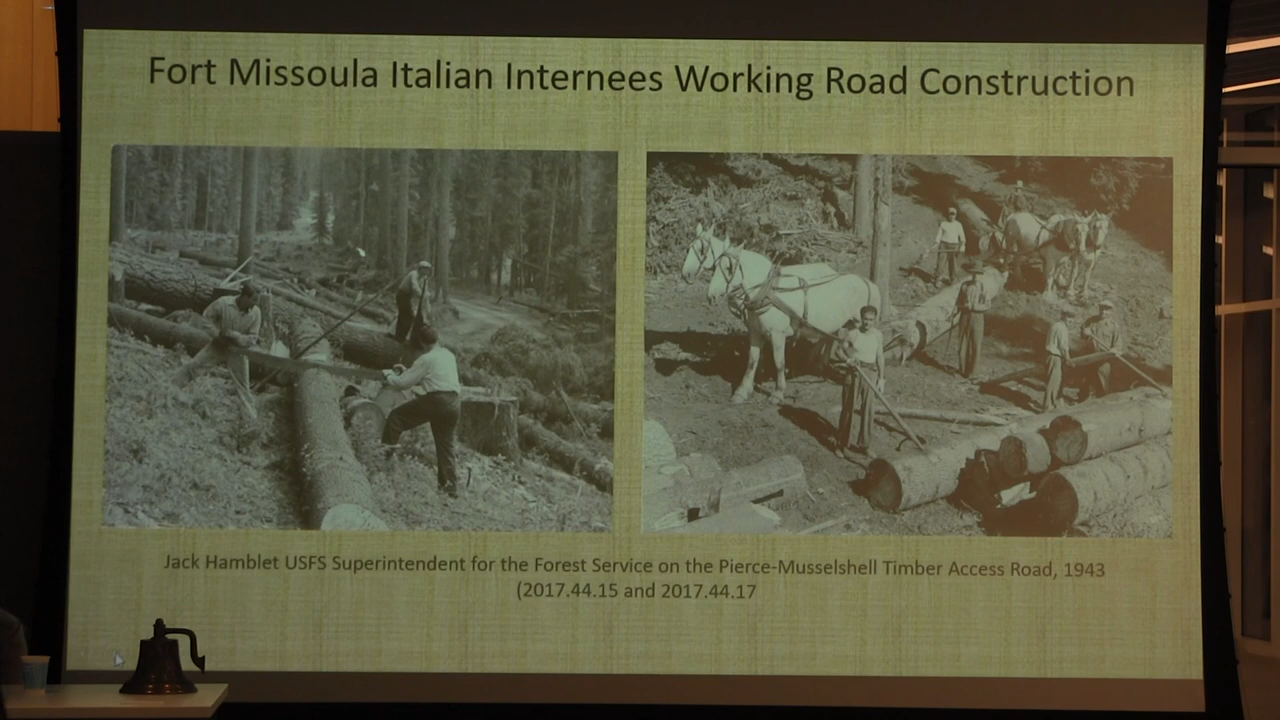 Fort Missoula Italian Internees Working Road Construction
Jack Hamblet USFS Superintendent for the Forest Service on the Pierce-Musselshell Timber Access Road, 1943
(2017.44.15 and 2017.44.17